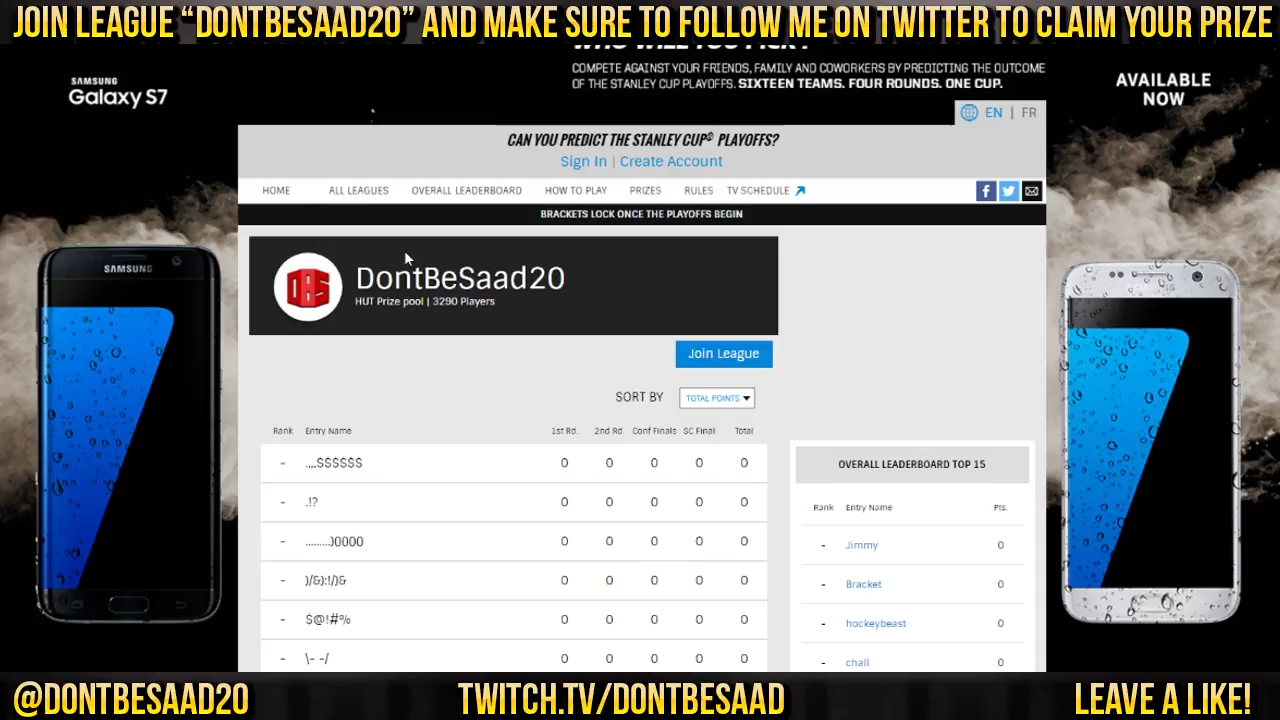 JOIN LEAGUE “DONTBESAAD20” AND MAKE SURE TO FOLLOW ME ON TWITTER TO CLAIM YOUR PRIZE
WHO WILL YOU PICK?
COMPETE AGAINST YOUR FRIENDS, FAMILY AND COWORKERS BY PREDICTING THE OUTCOME
OF THE STANLEY CUP PLAYOFFS. SIXTEEN TEAMS. FOUR ROUNDS. ONE CUP.
SAMSUNG
Galaxy S7
AVAILABLE
NOW
EN | FR
CAN YOU PREDICT THE STANLEY CUP® PLAYOFFS?
Sign In | Create Account
HOME ALL LEAGUES OVERALL LEADERBOARD HOW TO PLAY PRIZES RULES TV SCHEDULE
BRACKETS LOCK ONCE THE PLAYOFFS BEGIN
SAMSUNG
DBS
DontBeSaad20
HUT Prize pool | 3290 Players
Join League
SORT BY TOTAL POINTS
Rank Entry Name 1st Rd. 2nd Rd. Conf Finals SC Final Total
- .,,,$$$$$$ 0 0 0 0 0
- .!? 0 0 0 0 0
- ........)0000 0 0 0 0 0
- )/&):!/)& 0 0 0 0 0
- $@!#% 0 0 0 0 0
- \- -/ 0 0 0 0 0
OVERALL LEADERBOARD TOP 15
Rank Entry Name Pts.
- Jimmy 0
- Bracket 0
- hockeybeast 0
- chall 0
@DONTBESAAD20
TWITCH.TV/DONTBESAAD
LEAVE A LIKE!